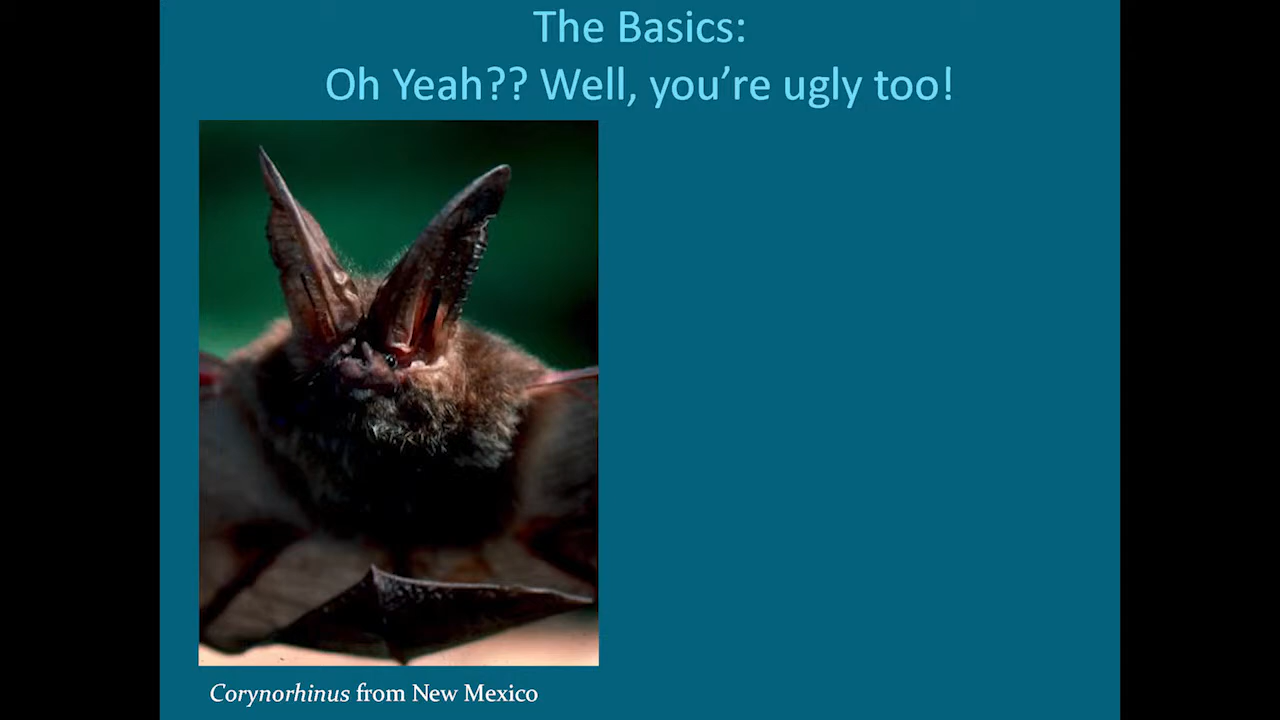 The Basics:
Oh Yeah?? Well, you’re ugly too!
Corynorhinus from New Mexico